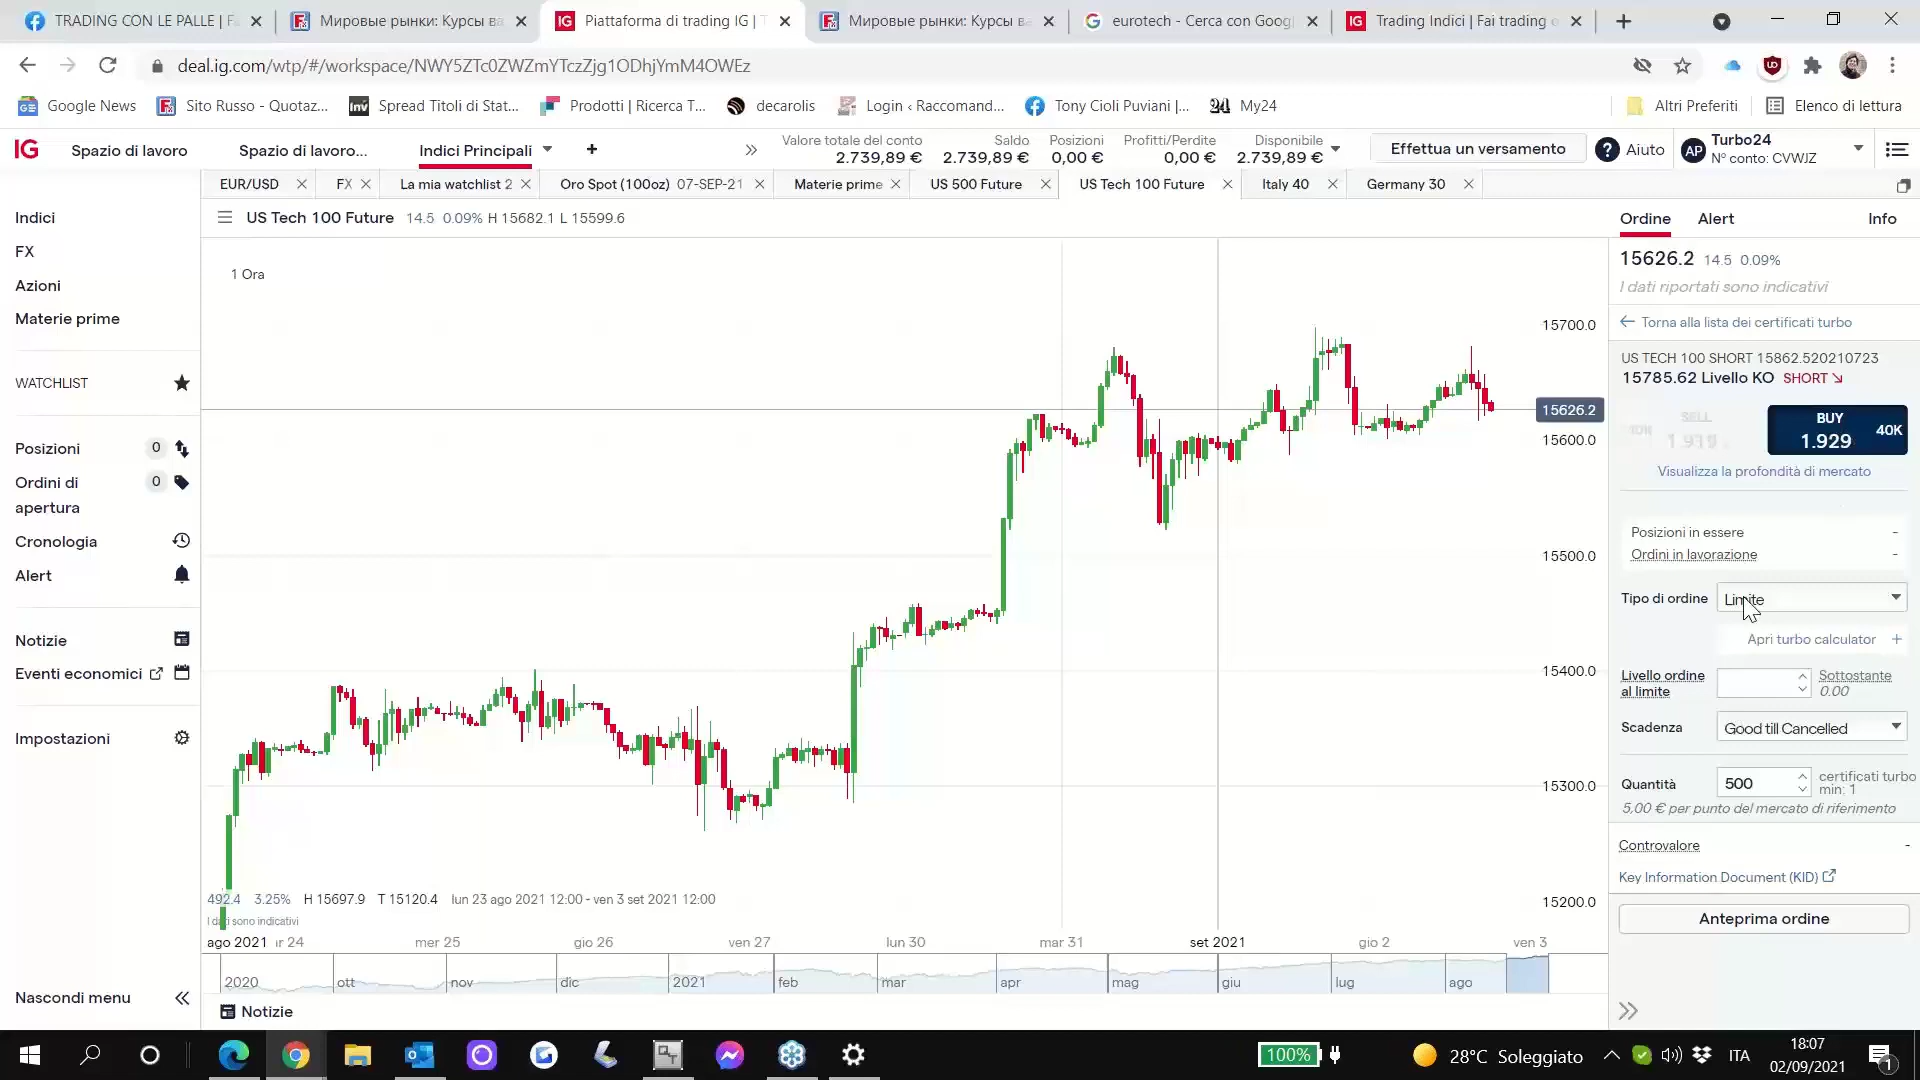 TRADING CON LE PALLE | Fa
Мировые рынки: Курсы ва
Piattaforma di trading IG | T
Мировые рынки: Курсы ва
eurotech - Cerca con Goog
Trading Indici | Fai trading o
deal.ig.com/wtp/#/workspace/NWY5ZTc0ZWZmYTczZjg1ODhjYmM4OWEz
Google News
Sito Russo - Quotaz...
Spread Titoli di Stat...
Prodotti | Ricerca T...
decarolis
Login ‹ Raccomand...
Tony Cioli Puviani |...
My24
Altri Preferiti
Elenco di lettura
IG
Spazio di lavoro
Spazio di lavoro...
Indici Principali
Valore totale del conto
2.739,89 €
Saldo
2.739,89 €
Posizioni
0,00 €
Profitti/Perdite
0,00 €
Disponibile
2.739,89 €
Effettua un versamento
Aiuto
AP
Turbo24
N° conto: CVWJZ
EUR/USD
FX
La mia watchlist 2
Oro Spot (100oz) 07-SEP-21
Materie prime
US 500 Future
US Tech 100 Future
Italy 40
Germany 30
Indici
FX
Azioni
Materie prime
WATCHLIST
Posizioni 0
Ordini di 0
apertura
Cronologia
Alert
Notizie
Eventi economici
Impostazioni
Nascondi menu
US Tech 100 Future 14.5 0.09% H 15682.1 L 15599.6
1 Ora
15700.0
15626.2
15600.0
15500.0
15400.0
15300.0
15200.0
492.4 3.25% H 15697.9 T 15120.4 lun 23 ago 2021 12:00 - ven 3 set 2021 12:00
I dati sono indicativi
ago 2021 ar 24 mer 25 gio 26 ven 27 lun 30 mar 31 set 2021 gio 2 ven 3
2020 ott nov dic 2021 feb mar apr mag giu lug ago
Notizie
Ordine Alert Info
15626.2 14.5 0.09%
I dati riportati sono indicativi
Torna alla lista dei certificati turbo
US TECH 100 SHORT 15862.520210723
15785.62 Livello KO SHORT
SELL
BUY
1.929
40K
Visualizza la profondità di mercato
Posizioni in essere -
Ordini in lavorazione -
Tipo di ordine Limite
Apri turbo calculator +
Livello ordine
al limite
Sottostante
0.00
Scadenza Good till Cancelled
Quantità 500
certificati turbo
min: 1
5,00 € per punto del mercato di riferimento
Controvalore -
Key Information Document (KID)
Anteprima ordine
100%
28°C Soleggiato
ITA
18:07
02/09/2021
1